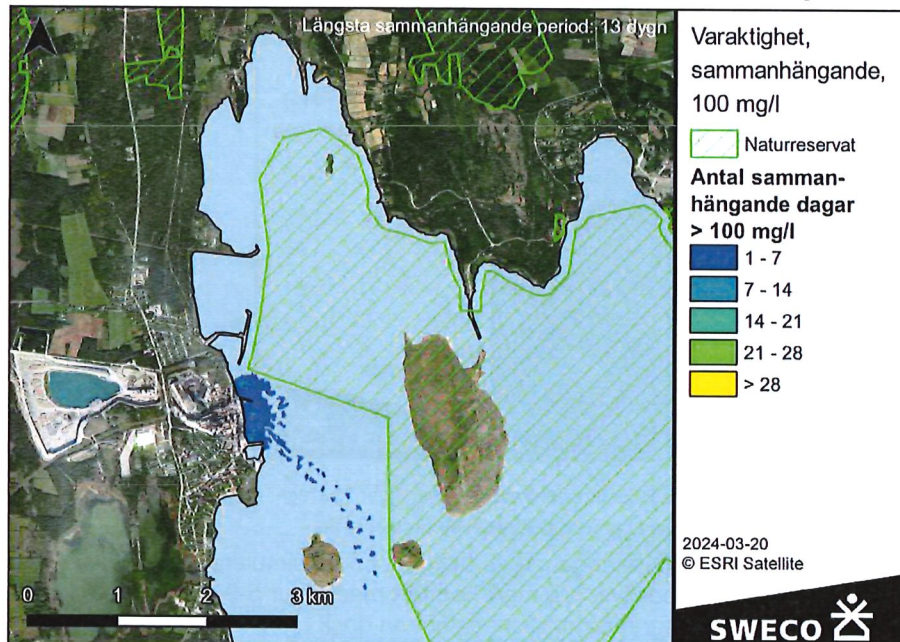 Längsta sammanhängande period: 13 dygn
Varaktighet,
sammanhängande,
100 mg/l
Naturreservat
Antal samman-
hängande dagar
> 100 mg/l
1 - 7
7 - 14
14 - 21
21 - 28
> 28
2024-03-20
© ESRI Satellite
0 1 2 3 km
SWECO